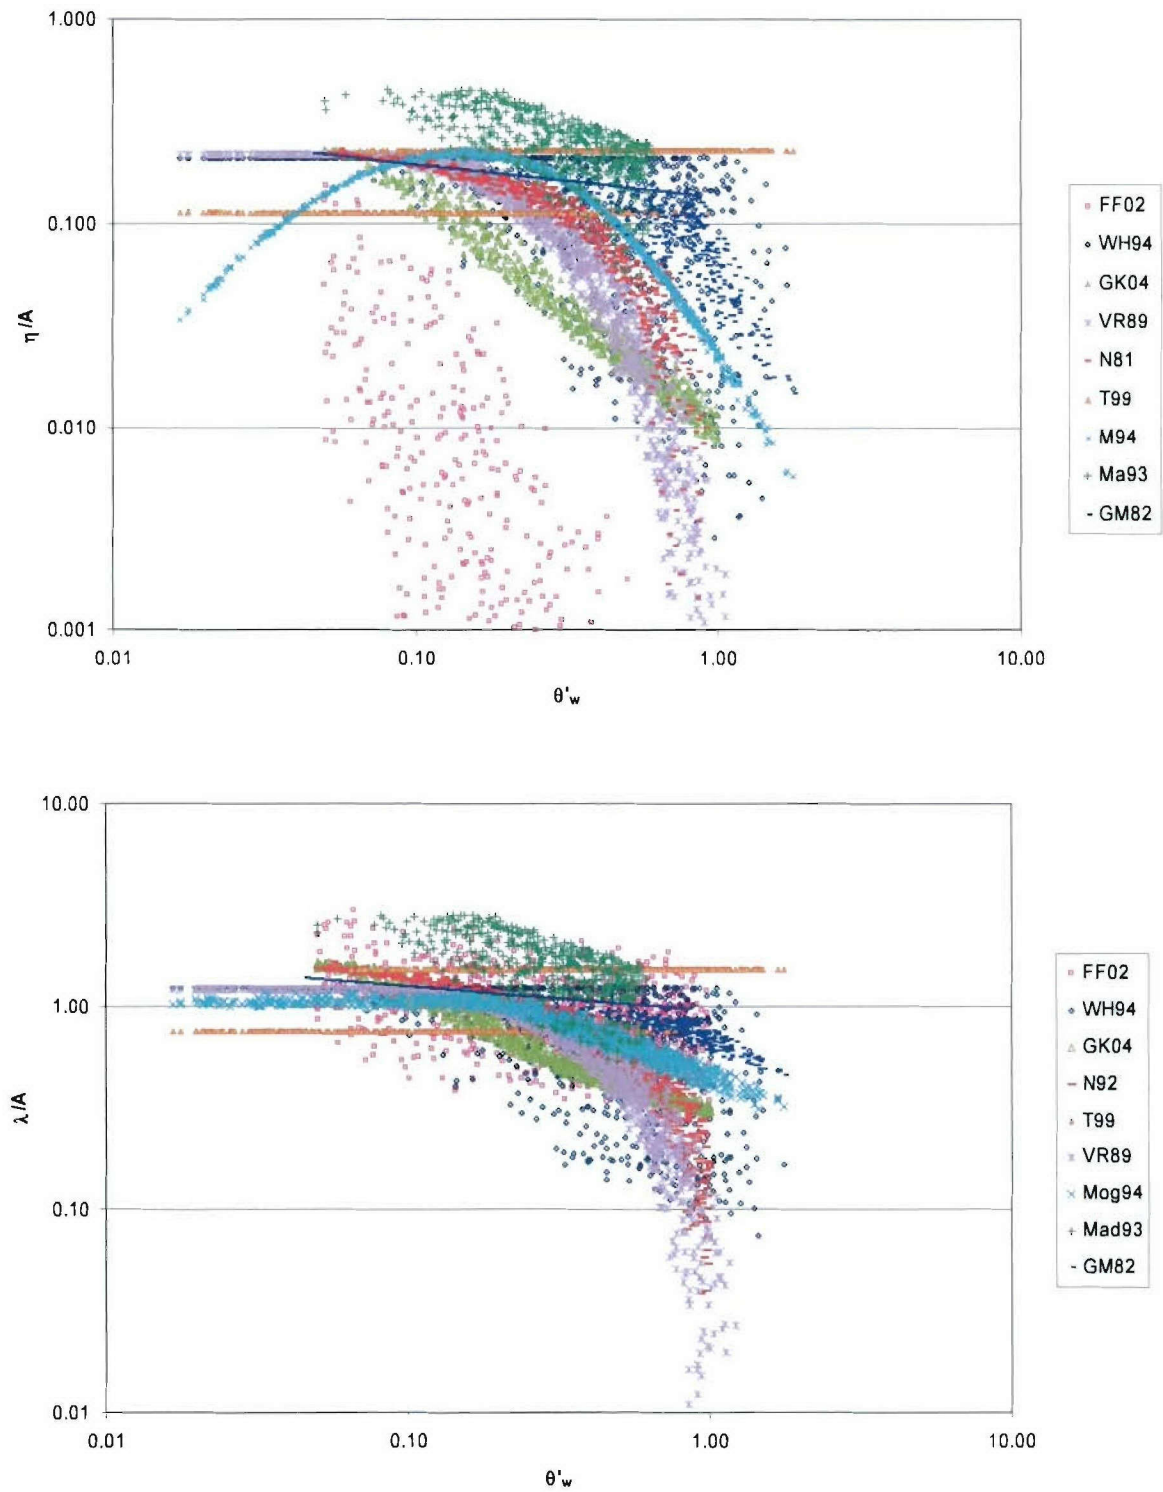 1.000
0.100
0.010
0.001
η /A
0.01
0.10
1.00
10.00
θ'w
FF02
WH94
GK04
VR89
N81
T99
M94
Ma93
GM82
10.00
1.00
0.10
0.01
λ /A
0.01
0.10
1.00
10.00
θ'w
FF02
WH94
GK04
N92
T99
VR89
Mog94
Mad93
GM82